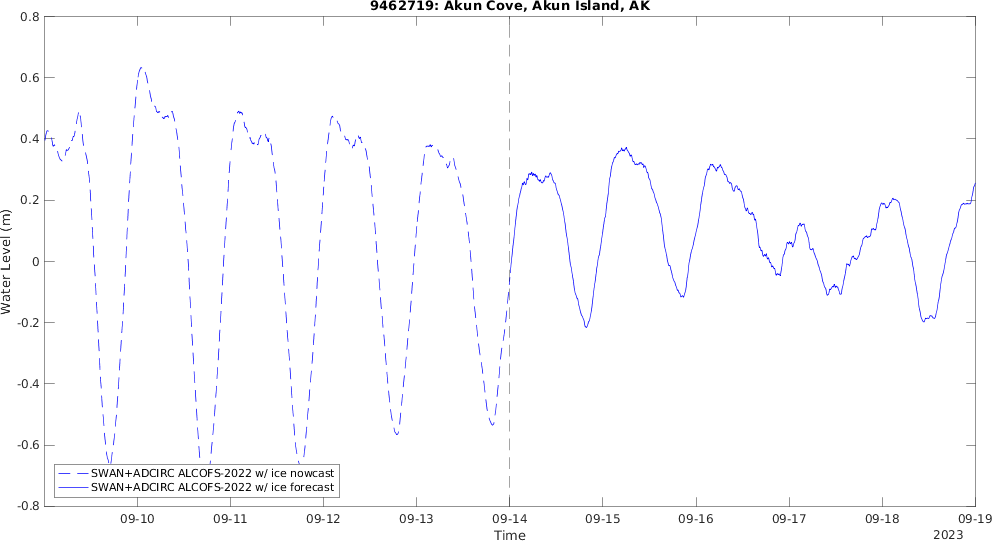 9462719: Akun Cove, Akun Island, AK
0.8
0.6
0.4
0.2
0
-0.2
-0.4
-0.6
-0.8
Water Level (m)
SWAN+ADCIRC ALCOFS-2022 w/ ice nowcast
SWAN+ADCIRC ALCOFS-2022 w/ ice forecast
09-10 09-11 09-12 09-13 09-14 09-15 09-16 09-17 09-18 09-19
Time
2023